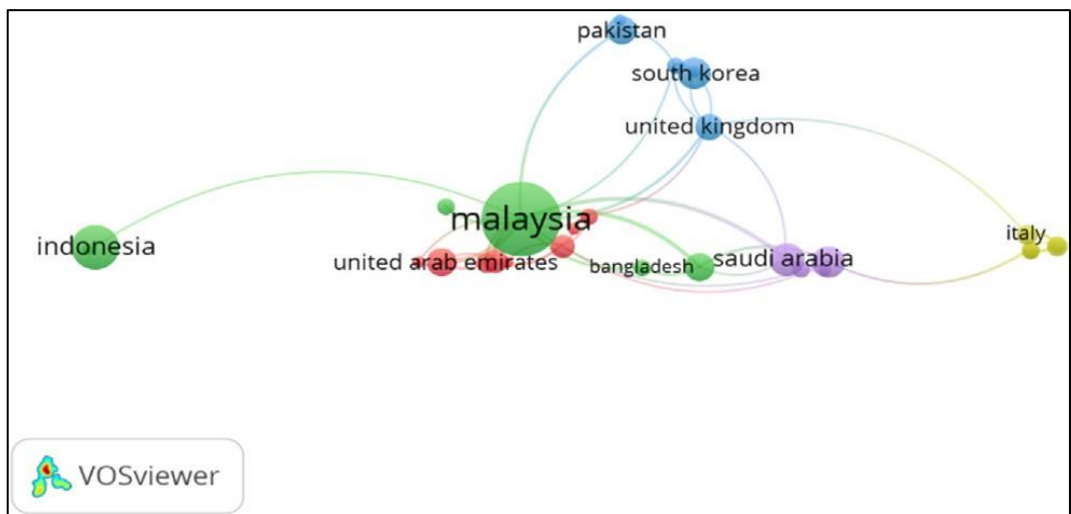 pakistan
south korea
united kingdom
malaysia
indonesia
united arab emirates
bangladesh
saudi arabia
italy
VOSviewer